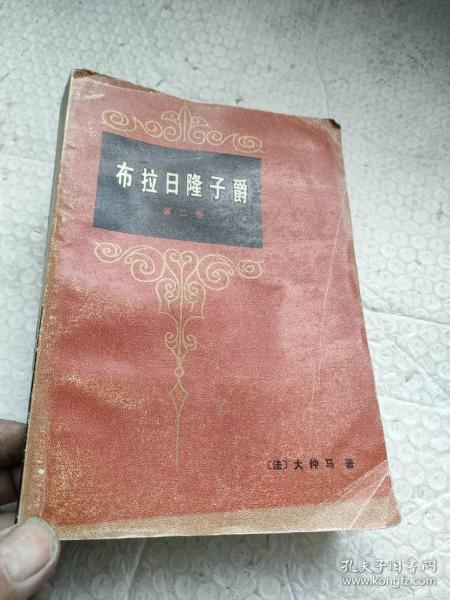 布拉日隆子爵
第二卷
〔法〕大仲马 著
孔夫子旧书网
www.kongfz.com